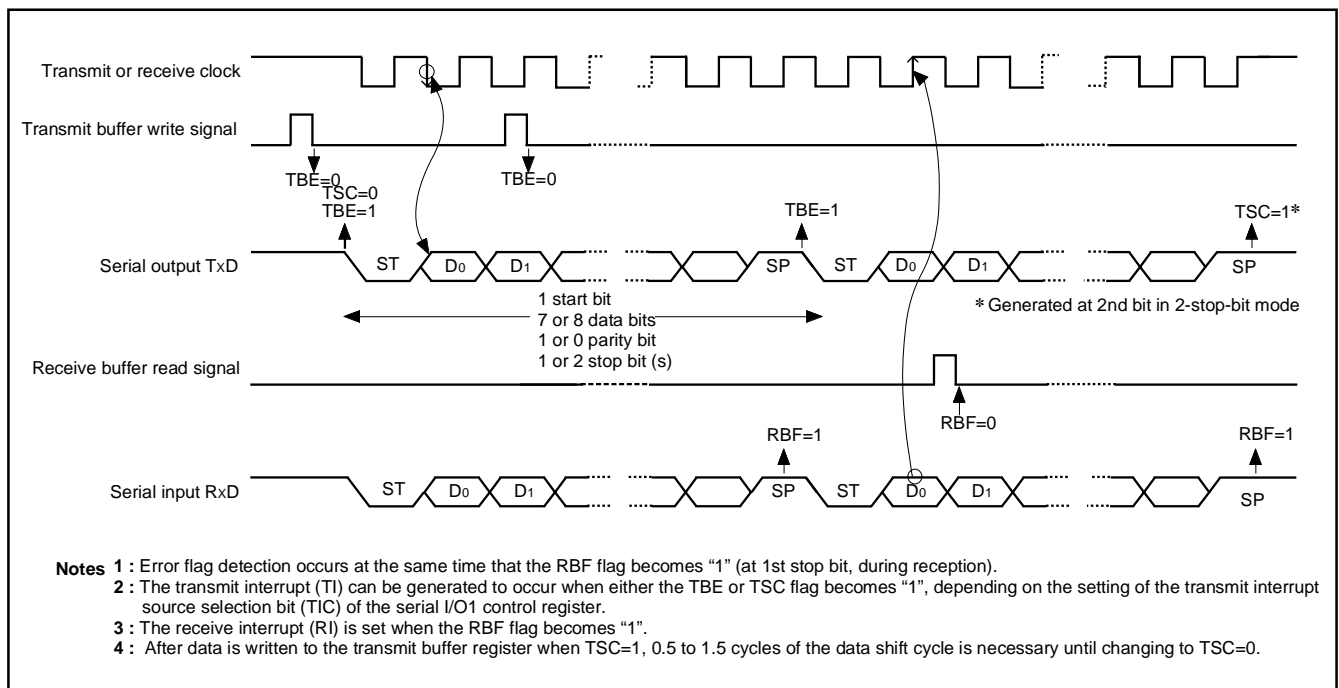 Transmit or receive clock
Transmit buffer write signal
TBE=0
TSC=0
TBE=1
TBE=0
TBE=1
TSC=1*
Serial output TxD
ST
D0
D1
SP
ST
D0
D1
SP
1 start bit
7 or 8 data bits
1 or 0 parity bit
1 or 2 stop bit (s)
* Generated at 2nd bit in 2-stop-bit mode
Receive buffer read signal
RBF=0
RBF=1
RBF=1
Serial input RxD
ST
D0
D1
SP
ST
D0
D1
SP
Notes 1 : Error flag detection occurs at the same time that the RBF flag becomes “1” (at 1st stop bit, during reception).
2 : The transmit interrupt (TI) can be generated to occur when either the TBE or TSC flag becomes “1”, depending on the setting of the transmit interrupt
source selection bit (TIC) of the serial I/O1 control register.
3 : The receive interrupt (RI) is set when the RBF flag becomes “1”.
4 : After data is written to the transmit buffer register when TSC=1, 0.5 to 1.5 cycles of the data shift cycle is necessary until changing to TSC=0.